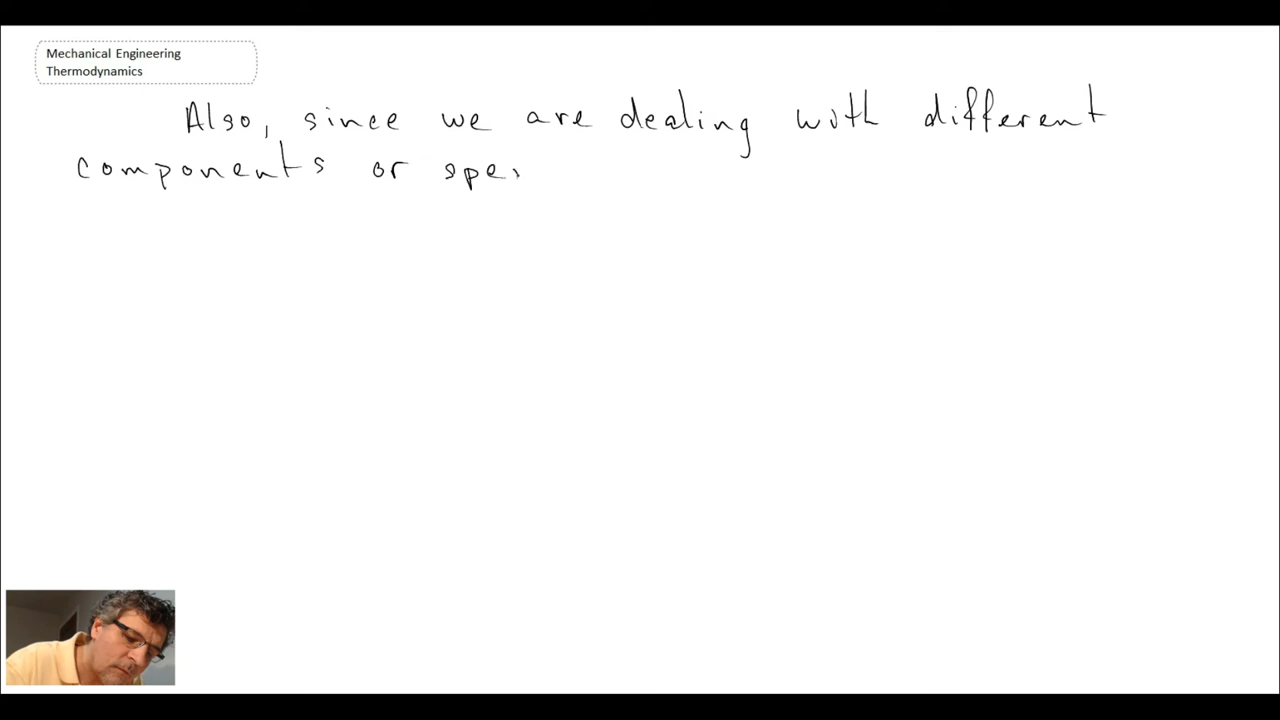 Mechanical Engineering
Thermodynamics
Also, since we are dealing with different
components or spe